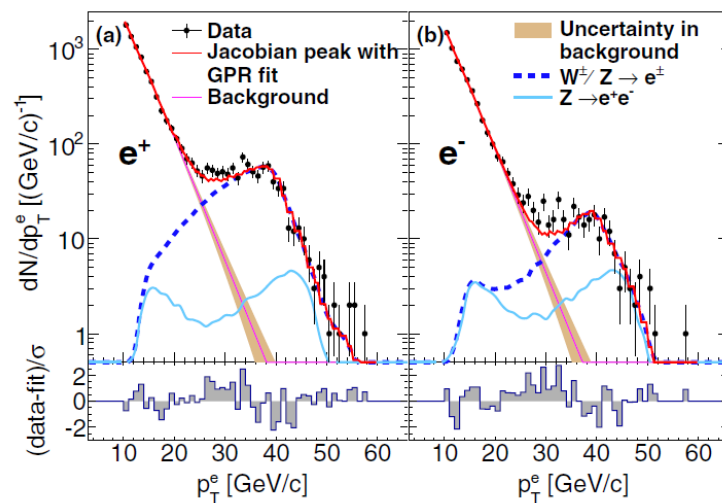 (a) Data
Jacobian peak with
GPR fit
Background
e+
(b) Uncertainty in
background
W±/ Z → e±
Z →e+e-
e-
dN/dpTe [(GeV/c)-1]
103
102
10
1
(data-fit)/σ
2
0
-2
10 20 30 40 50 60 10 20 30 40 50 60
pTe [GeV/c] pTe [GeV/c]